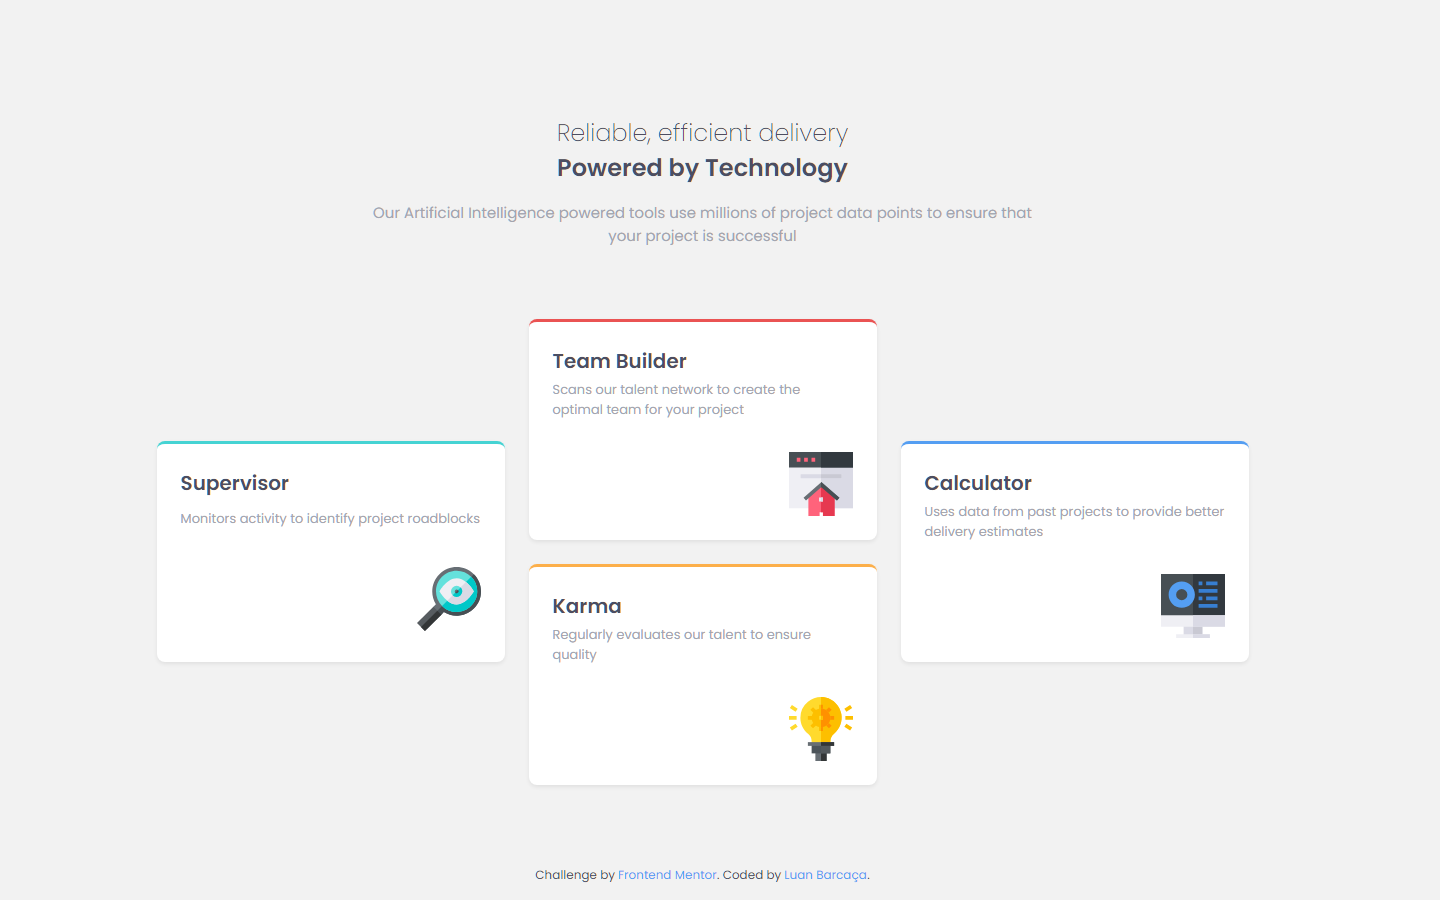 Reliable, efficient delivery
Powered by Technology
Our Artificial Intelligence powered tools use millions of project data points to ensure that
your project is successful
Supervisor
Monitors activity to identify project roadblocks
Team Builder
Scans our talent network to create the
optimal team for your project
Karma
Regularly evaluates our talent to ensure
quality
Calculator
Uses data from past projects to provide better
delivery estimates
Challenge by Frontend Mentor. Coded by Luan Barcaça.